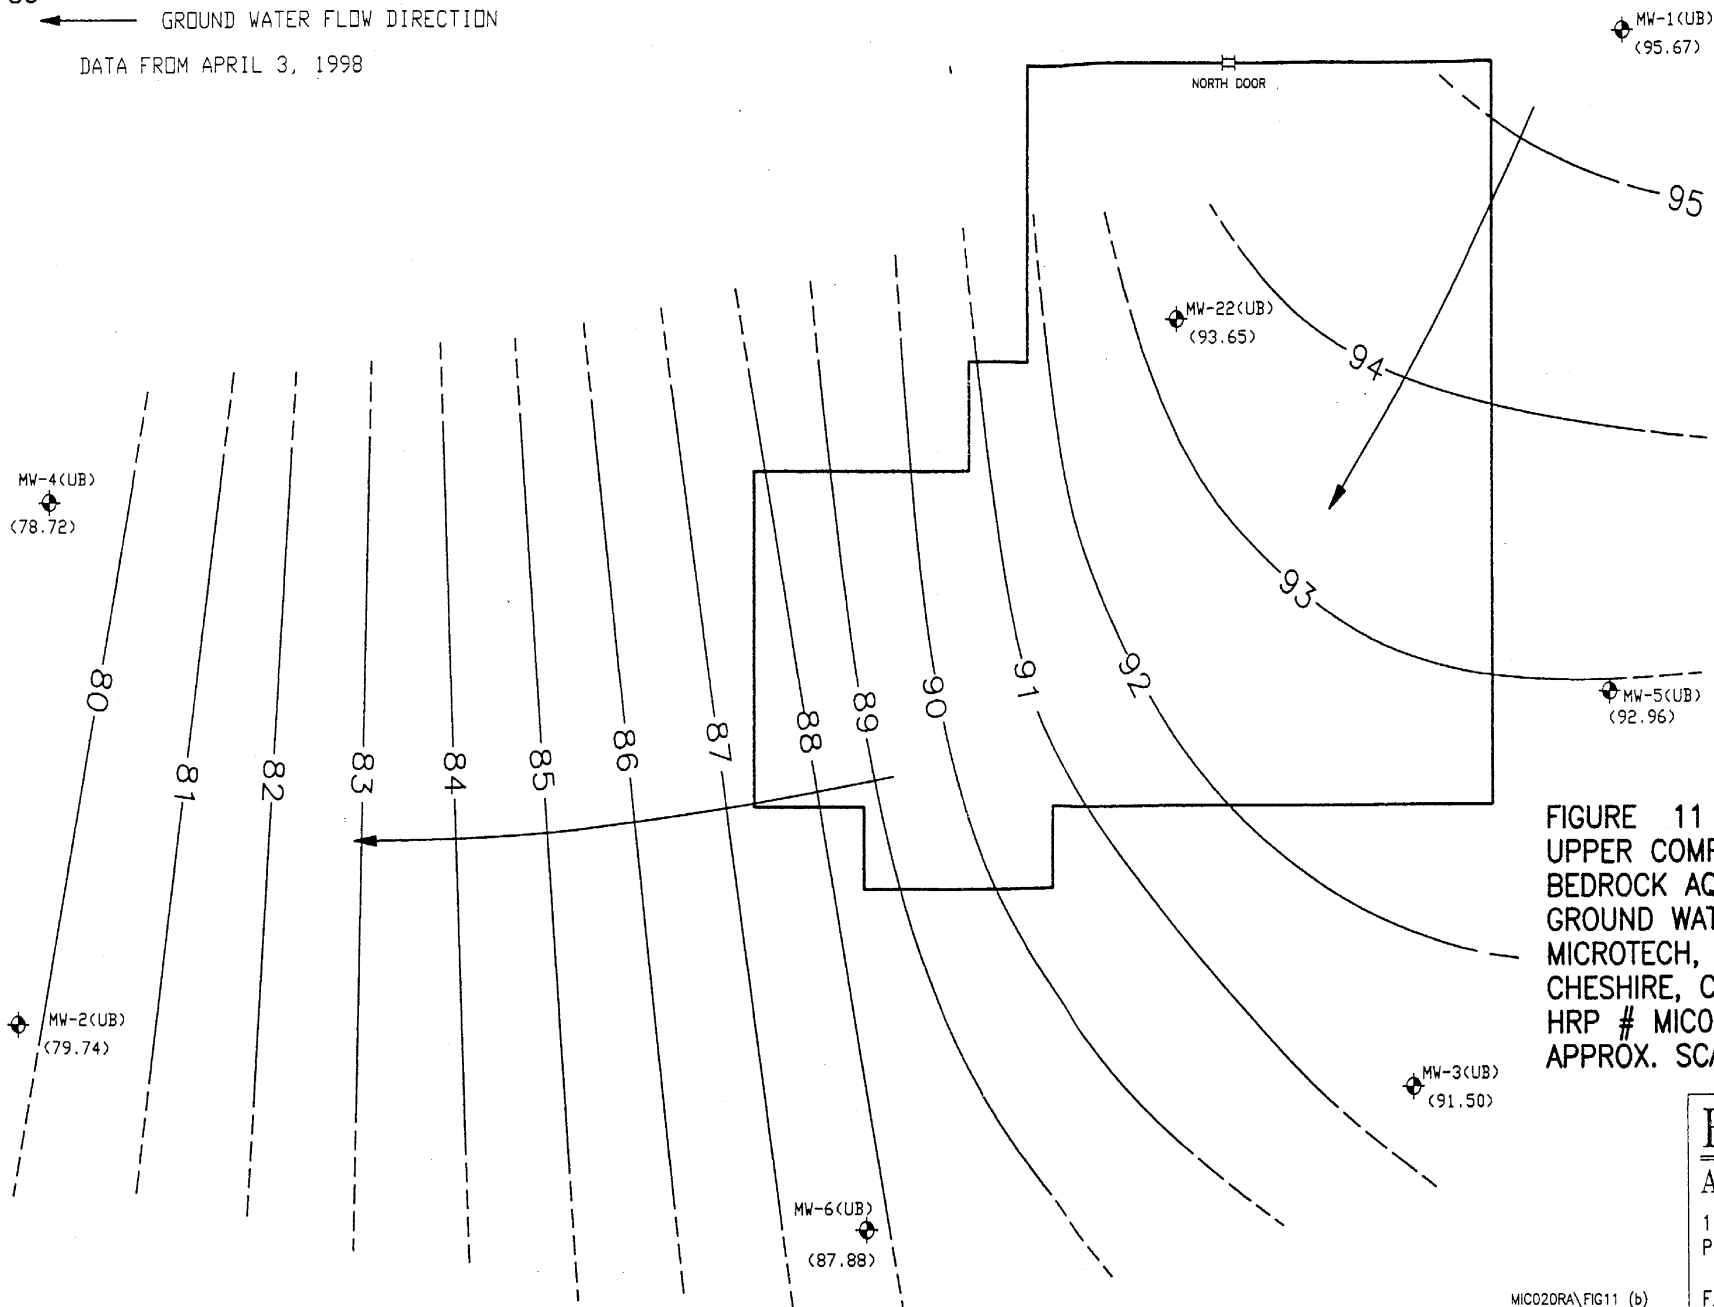 GROUND WATER FLOW DIRECTION
DATA FROM APRIL 3, 1998
MW-1(UB)
(95.67)
NORTH DOOR
95
MW-22(UB)
(93.65)
94
MW-4(UB)
(78.72)
93
80
81
82
83
84
85
86
87
88
89
90
91
92
MW-5(UB)
(92.96)
FIGURE 11
UPPER COMP
BEDROCK AQ
GROUND WAT
MICROTECH,
CHESHIRE, C
HRP # MICO
APPROX. SCA
MW-2(UB)
(79.74)
MW-3(UB)
(91.50)
MW-6(UB)
(87.88)
A
1
P
F
MICO2ORA\FIG11 (b)